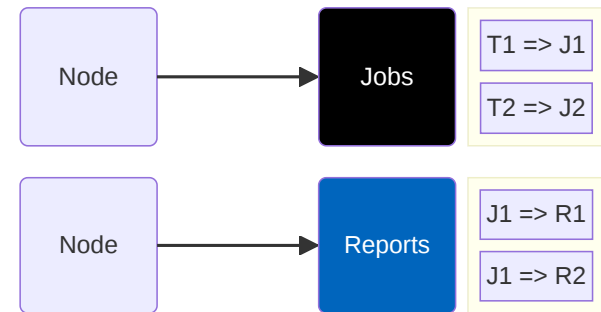 Node
Jobs
T1 => J1
T2 => J2
Node
Reports
J1 => R1
J1 => R2